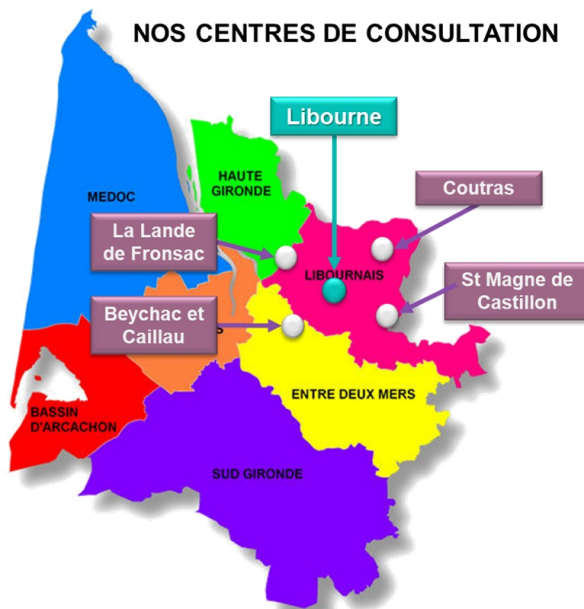 NOS CENTRES DE CONSULTATION
Libourne
HAUTE
GIRONDE
Coutras
MEDOC
La Lande
de Fronsac
LIBOURNAIS
St Magne de
Castillon
Beychac et
Caillau
ENTRE DEUX MERS
BASSIN
D'ARCACHON
SUD GIRONDE